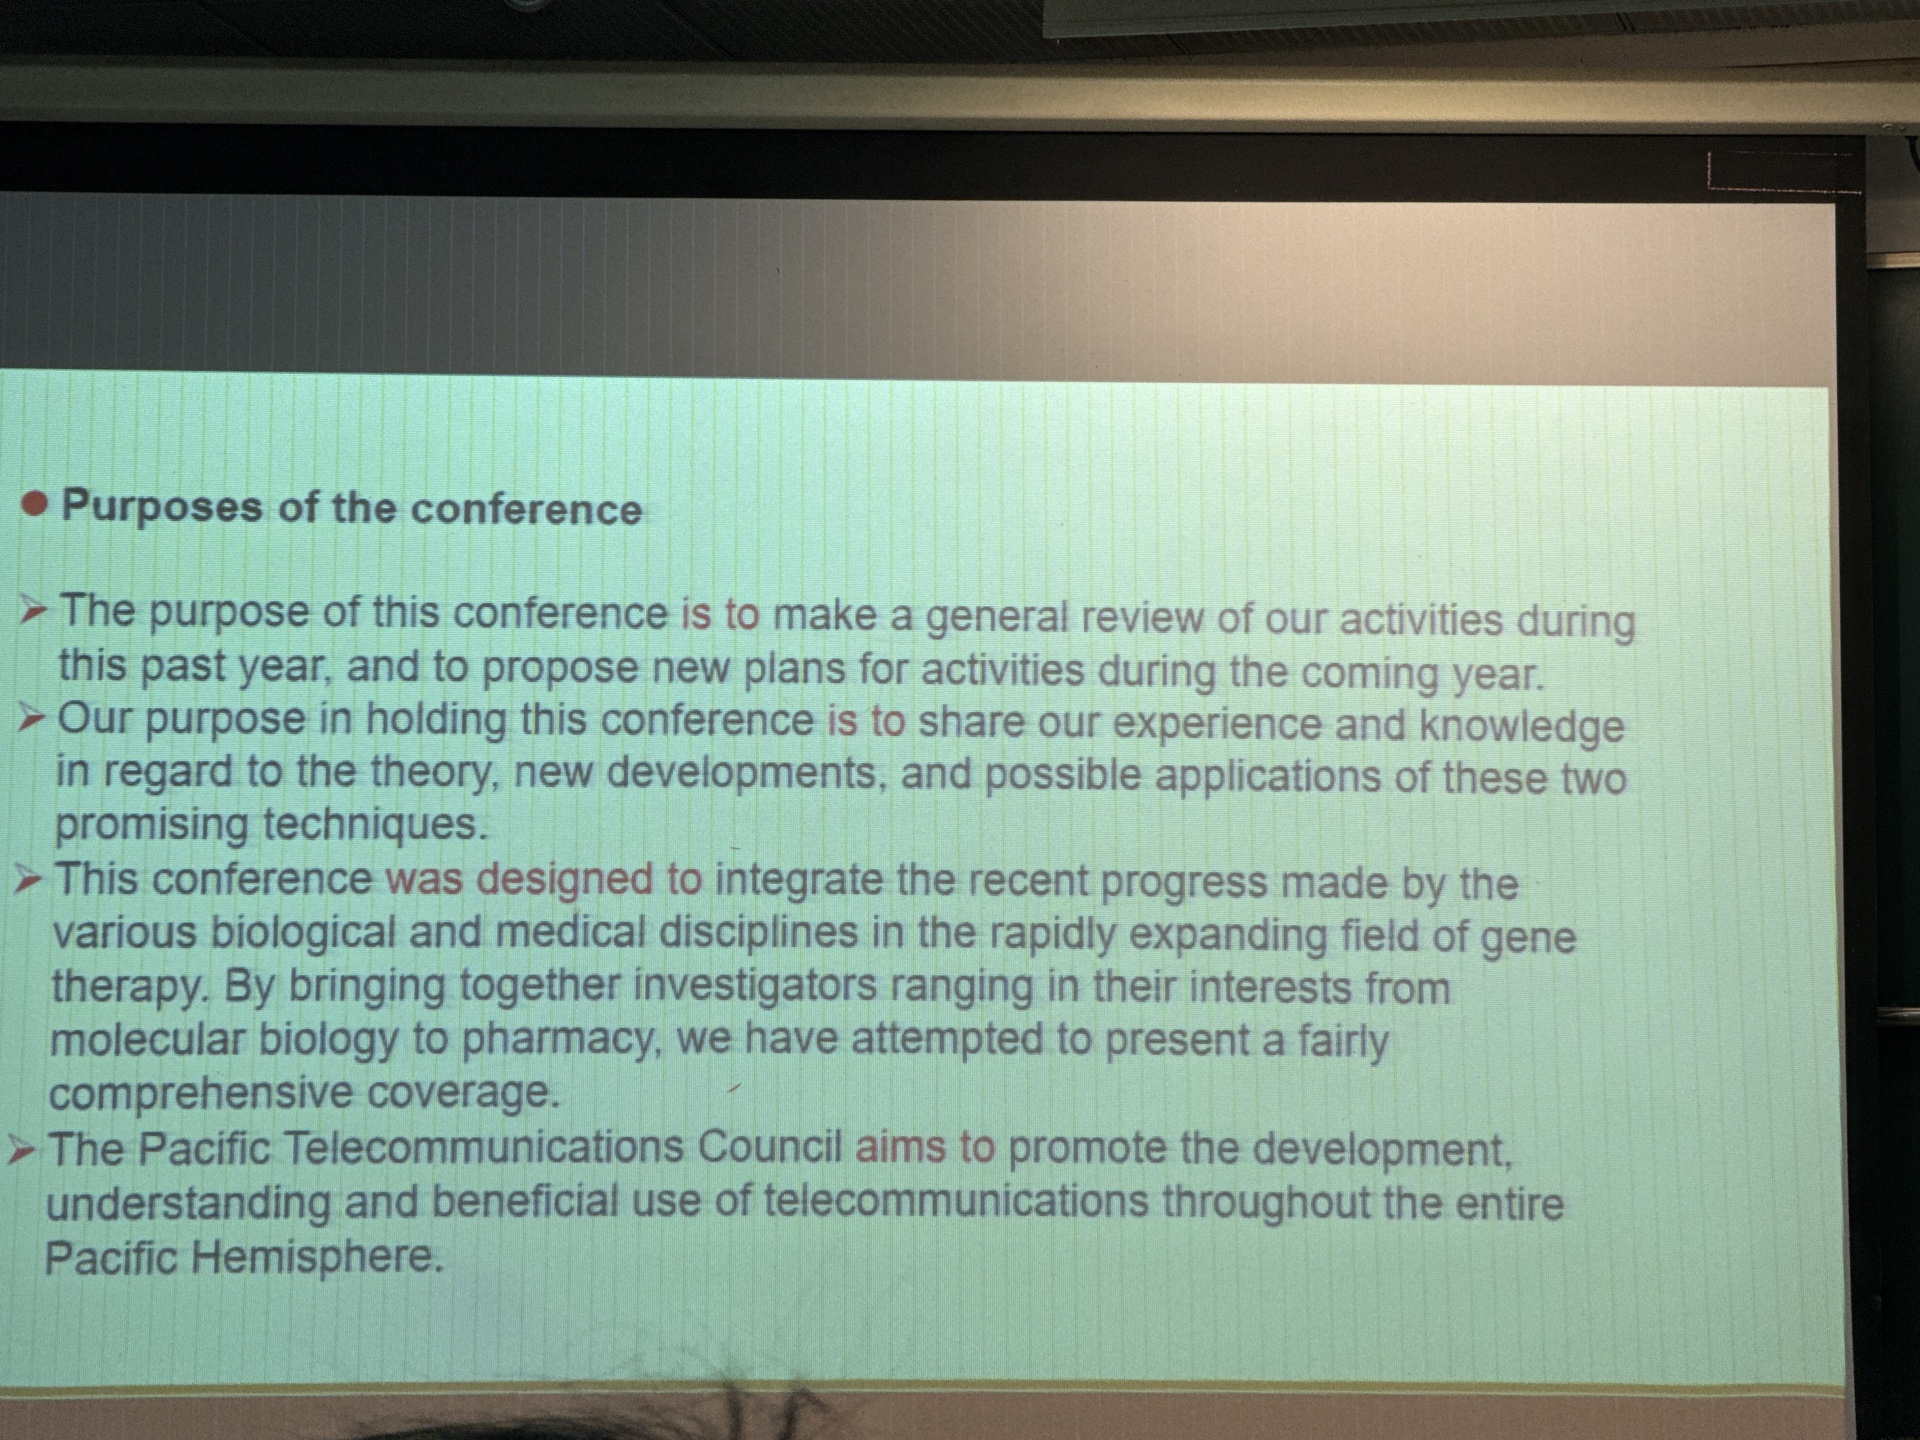 Purposes of the conference
The purpose of this conference is to make a general review of our activities during
this past year, and to propose new plans for activities during the coming year.
Our purpose in holding this conference is to share our experience and knowledge
in regard to the theory, new developments, and possible applications of these two
promising techniques.
This conference was designed to integrate the recent progress made by the
various biological and medical disciplines in the rapidly expanding field of gene
therapy. By bringing together investigators ranging in their interests from
molecular biology to pharmacy, we have attempted to present a fairly
comprehensive coverage.
The Pacific Telecommunications Council aims to promote the development,
understanding and beneficial use of telecommunications throughout the entire
Pacific Hemisphere.